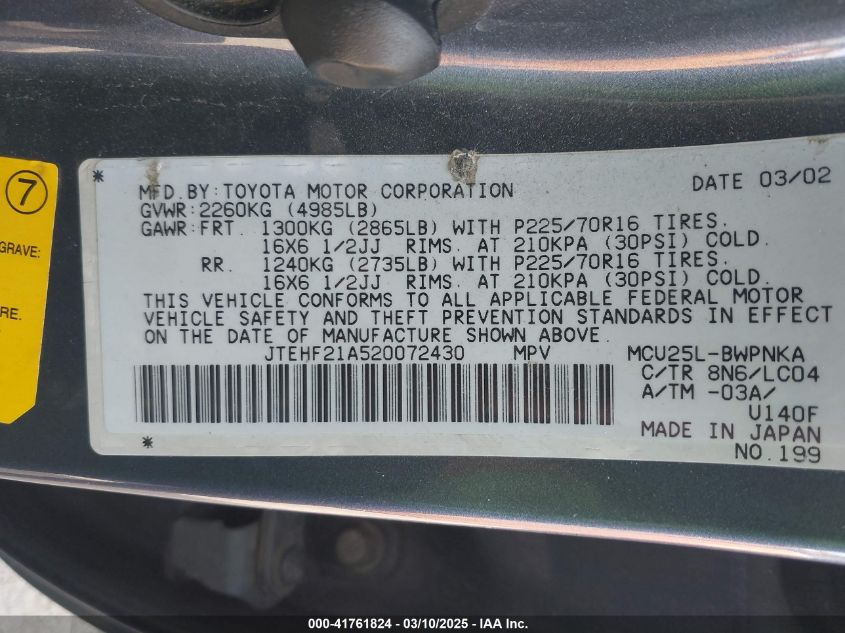 7
GRAVE:
RE.
* MFD.BY:TOYOTA MOTOR CORPORATION DATE 03/02
GVWR:2260KG (4985LB)
GAWR:FRT. 1300KG (2865LB) WITH P225/70R16 TIRES.
16X6 1/2JJ RIMS. AT 210KPA (30PSI) COLD.
RR. 1240KG (2735LB) WITH P225/70R16 TIRES.
16X6 1/2JJ RIMS. AT 210KPA (30PSI) COLD.
THIS VEHICLE CONFORMS TO ALL APPLICABLE FEDERAL MOTOR
VEHICLE SAFETY AND THEFT PREVENTION STANDARDS IN EFFECT
ON THE DATE OF MANUFACTURE SHOWN ABOVE.
JTEHF21A520072430 MPV MCU25L-BWPNKA
C/TR 8N6/LC04
A/TM -03A/
U140F
* MADE IN JAPAN
NO.199
000-41761824 — 03/10/2025 — IAA Inc.